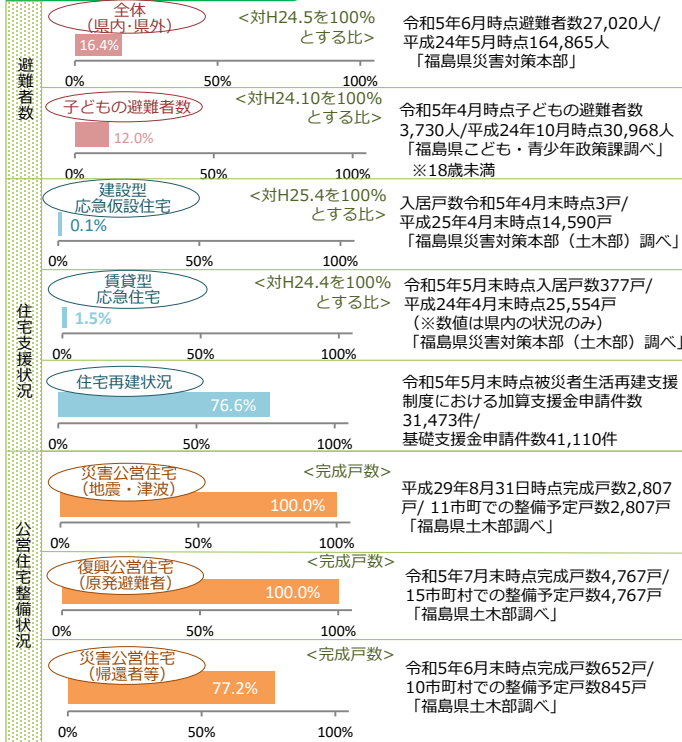 避難者数
全体
（県内・県外）
<対H24.5を100%
とする比>
16.4%
0%
50%
100%
令和5年6月時点避難者数27,020人/
平成24年5月時点164,865人
「福島県災害対策本部」
子どもの避難者数
<対H24.10を100%
とする比>
12.0%
0%
50%
100%
令和5年4月時点子どもの避難者数
3,730人/平成24年10月時点30,968人
「福島県こども・青少年政策課調べ」
※18歳未満
住宅支援状況
建設型
応急仮設住宅
<対H25.4を100%
とする比>
0.1%
0%
50%
100%
入居戸数令和5年4月末時点3戸/
平成25年4月末時点14,590戸
「福島県災害対策本部（土木部）調べ」
賃貸型
応急住宅
<対H24.4を100%
とする比>
1.5%
0%
50%
100%
令和5年5月末時点入居戸数377戸/
平成24年4月末時点25,554戸
（※数値は県内の状況のみ）
「福島県災害対策本部（土木部）調べ」
住宅再建状況
76.6%
0%
50%
100%
令和5年5月末時点被災者生活再建支援
制度における加算支援金申請件数
31,473件/
基礎支援金申請件数41,110件
公営住宅整備状況
災害公営住宅
（地震・津波）
<完成戸数>
100.0%
0%
50%
100%
平成29年8月31日時点完成戸数2,807
戸/ 11市町での整備予定戸数2,807戸
「福島県土木部調べ」
復興公営住宅
（原発避難者）
<完成戸数>
100.0%
0%
50%
100%
令和5年7月末時点完成戸数4,767戸/
15市町村での整備予定戸数4,767戸
「福島県土木部調べ」
災害公営住宅
（帰還者等）
<完成戸数>
77.2%
0%
50%
100%
令和5年6月末時点完成戸数652戸/
10市町村での整備予定戸数845戸
「福島県土木部調べ」